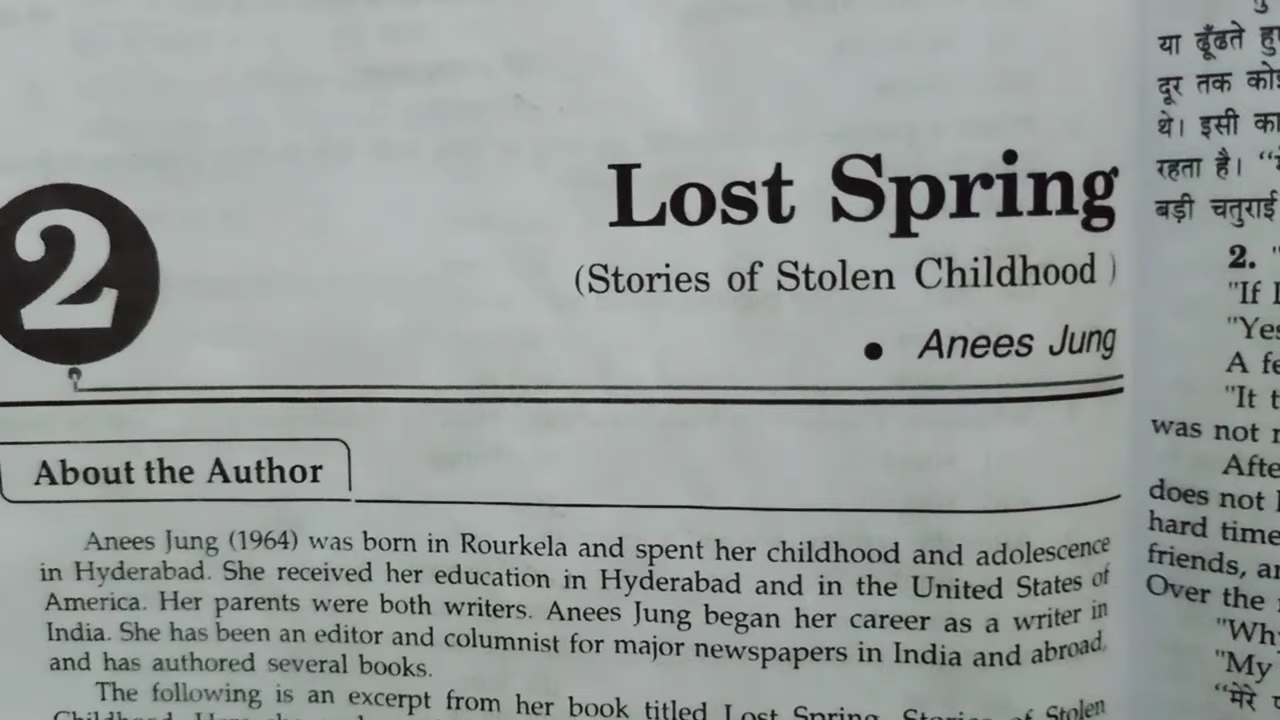 2
Lost Spring
(Stories of Stolen Childhood )
• Anees Jung
About the Author
Anees Jung (1964) was born in Rourkela and spent her childhood and adolescence
in Hyderabad. She received her education in Hyderabad and in the United States of
America. Her parents were both writers. Anees Jung began her career as a writer in
India. She has been an editor and columnist for major newspapers in India and abroad,
and has authored several books.
The following is an excerpt from her book titled Lost Spring, Stories of Stolen
या ढूँढते
दूर तक
थे। इसी
रहता है।
बड़ी चतुराई
2.
"If
"Yes
A
"It
was not
After
does not
hard time
friends,
Over the
"Why
"My
"मेरे